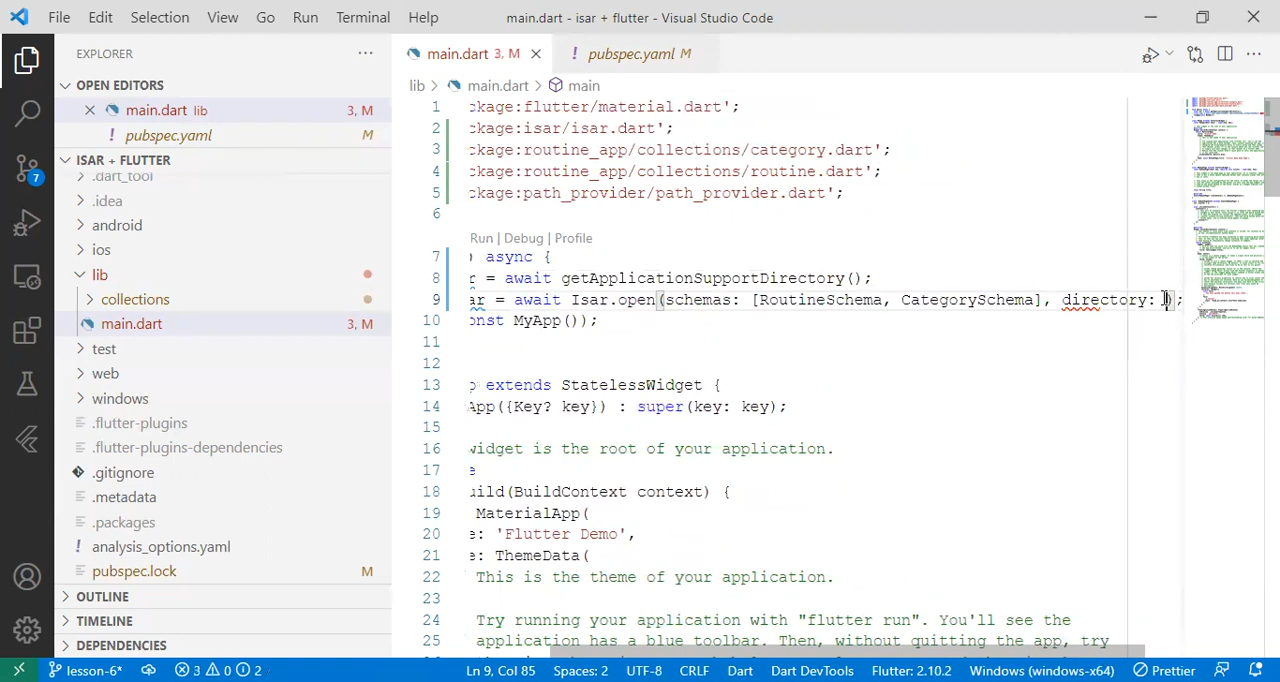 File Edit Selection View Go Run Terminal Help
main.dart - isar + flutter - Visual Studio Code
EXPLORER
OPEN EDITORS
main.dart lib 3, M
! pubspec.yaml M
ISAR + FLUTTER
.dart_tool
.idea
android
ios
lib
collections
main.dart 3, M
test
web
windows
.flutter-plugins
.flutter-plugins-dependencies
.gitignore
.metadata
.packages
! analysis_options.yaml
pubspec.lock M
OUTLINE
TIMELINE
DEPENDENCIES
7
main.dart 3, M
! pubspec.yaml M
lib > main.dart > main
1 ckage:flutter/material.dart';
2 ckage:isar/isar.dart';
3 ckage:routine_app/collections/category.dart';
4 ckage:routine_app/collections/routine.dart';
5 ckage:path_provider/path_provider.dart';
6
Run | Debug | Profile
7 ) async {
8 r = await getApplicationSupportDirectory();
9 ar = await Isar.open(schemas: [RoutineSchema, CategorySchema], directory: );
10 onst MyApp());
11
12
13 p extends StatelessWidget {
14 App({Key? key}) : super(key: key);
15
16 widget is the root of your application.
17 e
18 uild(BuildContext context) {
19 MaterialApp(
20 e: 'Flutter Demo',
21 e: ThemeData(
22 This is the theme of your application.
23
24 Try running your application with "flutter run". You'll see the
25 application has a blue toolbar. Then, without quitting the app, try
lesson-6* 3 0 2 Ln 9, Col 85 Spaces: 2 UTF-8 CRLF Dart Dart DevTools Flutter: 2.10.2 Windows (windows-x64) Prettier